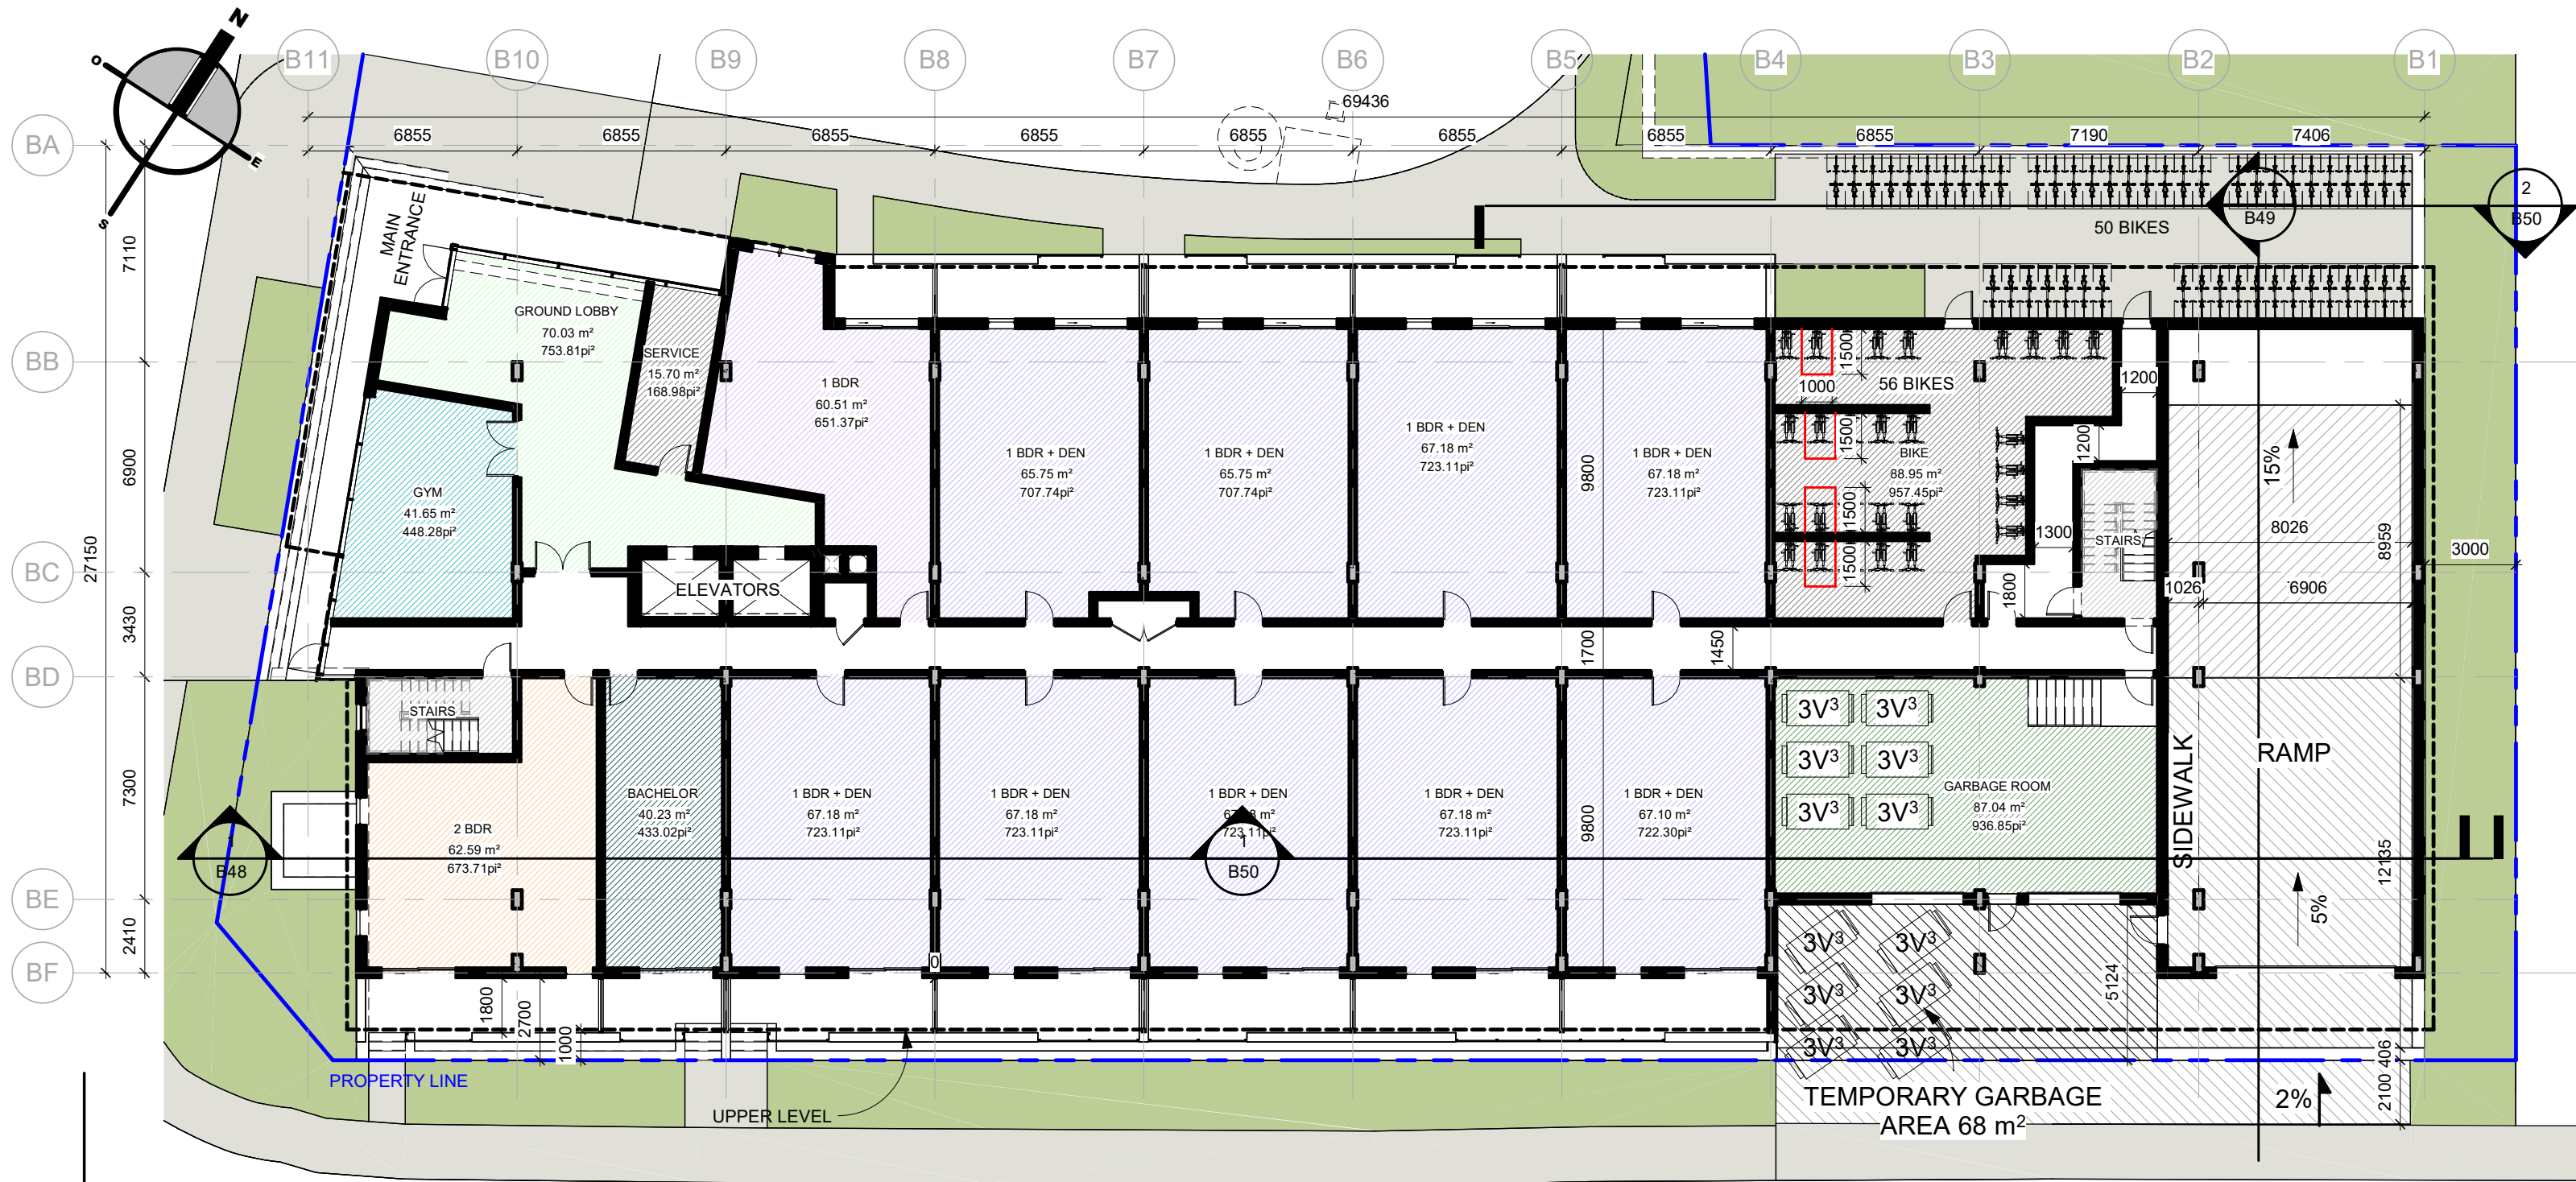 N
O
E
S
B11
B10
B9
B8
B7
B6
B5
B4
B3
B2
B1
69436
6855
6855
6855
6855
6855
6855
6855
6855
7190
7406
BA
BB
BC
BD
BE
BF
27150
7110
6900
3430
7300
2410
MAIN
ENTRANCE
50 BIKES
B49
2
B50
GROUND LOBBY
70.03 m²
753.81pi²
SERVICE
15.70 m²
168.98pi²
1 BDR
60.51 m²
651.37pi²
1 BDR + DEN
65.75 m²
707.74pi²
1 BDR + DEN
65.75 m²
707.74pi²
1 BDR + DEN
67.18 m²
723.11pi²
1 BDR + DEN
67.18 m²
723.11pi²
9800
56 BIKES
1500
1000
1500
1500
1500
BIKE
88.95 m²
957.45pi²
1200
1200
1300
1800
STAIRS
15%
8026
8959
1026
6906
3000
GYM
41.65 m²
448.28pi²
ELEVATORS
1700
1450
STAIRS
2 BDR
62.59 m²
673.71pi²
BACHELOR
40.23 m²
433.02pi²
1 BDR + DEN
67.18 m²
723.11pi²
1 BDR + DEN
67.18 m²
723.11pi²
1 BDR + DEN
723.11pi²
1 BDR + DEN
67.18 m²
723.11pi²
1 BDR + DEN
67.10 m²
722.30pi²
9800
3V³
3V³
3V³
3V³
3V³
3V³
GARBAGE ROOM
87.04 m²
936.85pi²
SIDEWALK
RAMP
12135
5%
1
B48
1
B50
0
3V³
3V³
3V³
3V³
3V³
3V³
5124
1800
2700
1000
406
2100
2%
PROPERTY LINE
UPPER LEVEL
TEMPORARY GARBAGE
AREA 68 m²